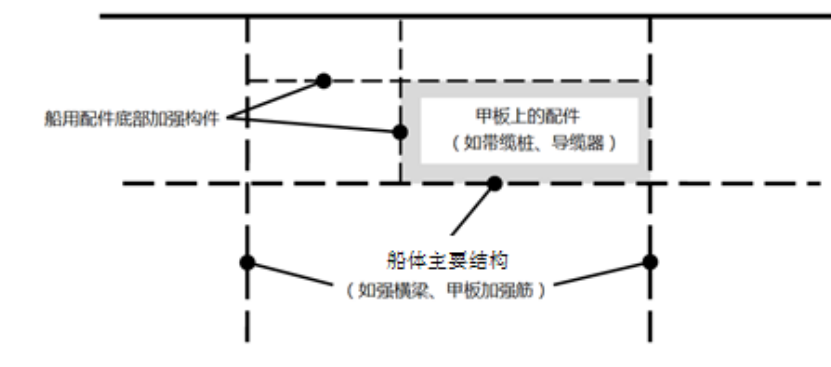 甲板上的配件
（如带缆桩、导缆器）
船用配件底部加强构件
船体主要结构
（如强横梁、甲板加强筋）